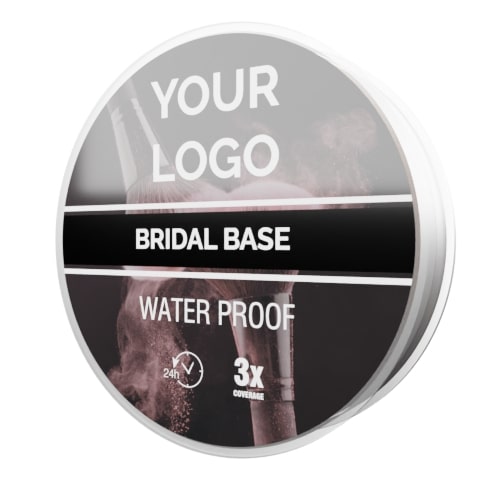 YOUR
LOGO
BRIDAL BASE
WATER PROOF
24h
3x
COVERAGE